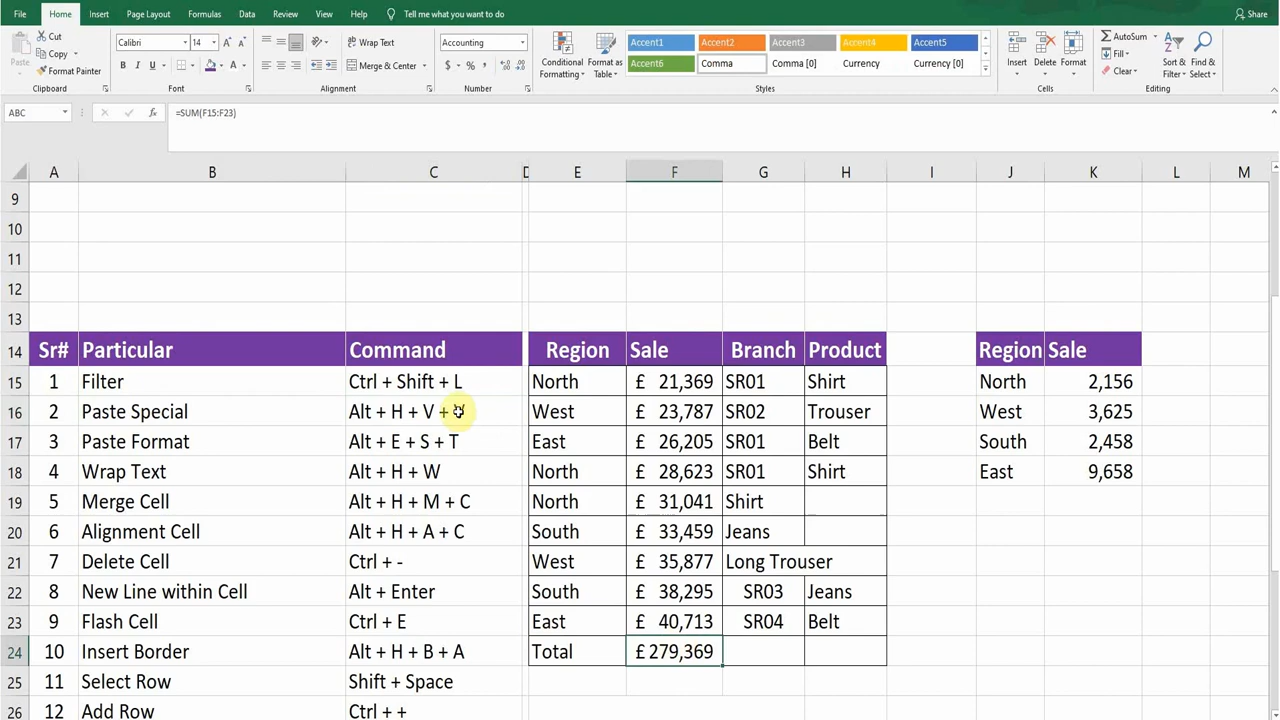 File Home Insert Page Layout Formulas Data Review View Help Tell me what you want to do Share
Cut Calibri 14 Wrap Text Accounting Accent1 Accent2 Accent3 Accent4 Accent5 AutoSum
Copy Fill
Paste Format Painter B I U Merge & Center $ % Conditional Formatting Format as Table Accent6 Comma Comma [0] Currency Currency [0] Insert Delete Format Clear Sort & Filter Find & Select
Clipboard Font Alignment Number Styles Cells Editing
ABC fx =SUM(F15:F23)
A B C D E F G H I J K L M
9
10
11
12
13
14 Sr# Particular Command Region Sale Branch Product Region Sale
15 1 Filter Ctrl + Shift + L North £ 21,369 SR01 Shirt North 2,156
16 2 Paste Special Alt + H + V + West £ 23,787 SR02 Trouser West 3,625
17 3 Paste Format Alt + E + S + T East £ 26,205 SR01 Belt South 2,458
18 4 Wrap Text Alt + H + W North £ 28,623 SR01 Shirt East 9,658
19 5 Merge Cell Alt + H + M + C North £ 31,041 Shirt
20 6 Alignment Cell Alt + H + A + C South £ 33,459 Jeans
21 7 Delete Cell Ctrl + - West £ 35,877 Long Trouser
22 8 New Line within Cell Alt + Enter South £ 38,295 SR03 Jeans
23 9 Flash Cell Ctrl + E East £ 40,713 SR04 Belt
24 10 Insert Border Alt + H + B + A Total £ 279,369
25 11 Select Row Shift + Space
26 12 Add Row Ctrl + +